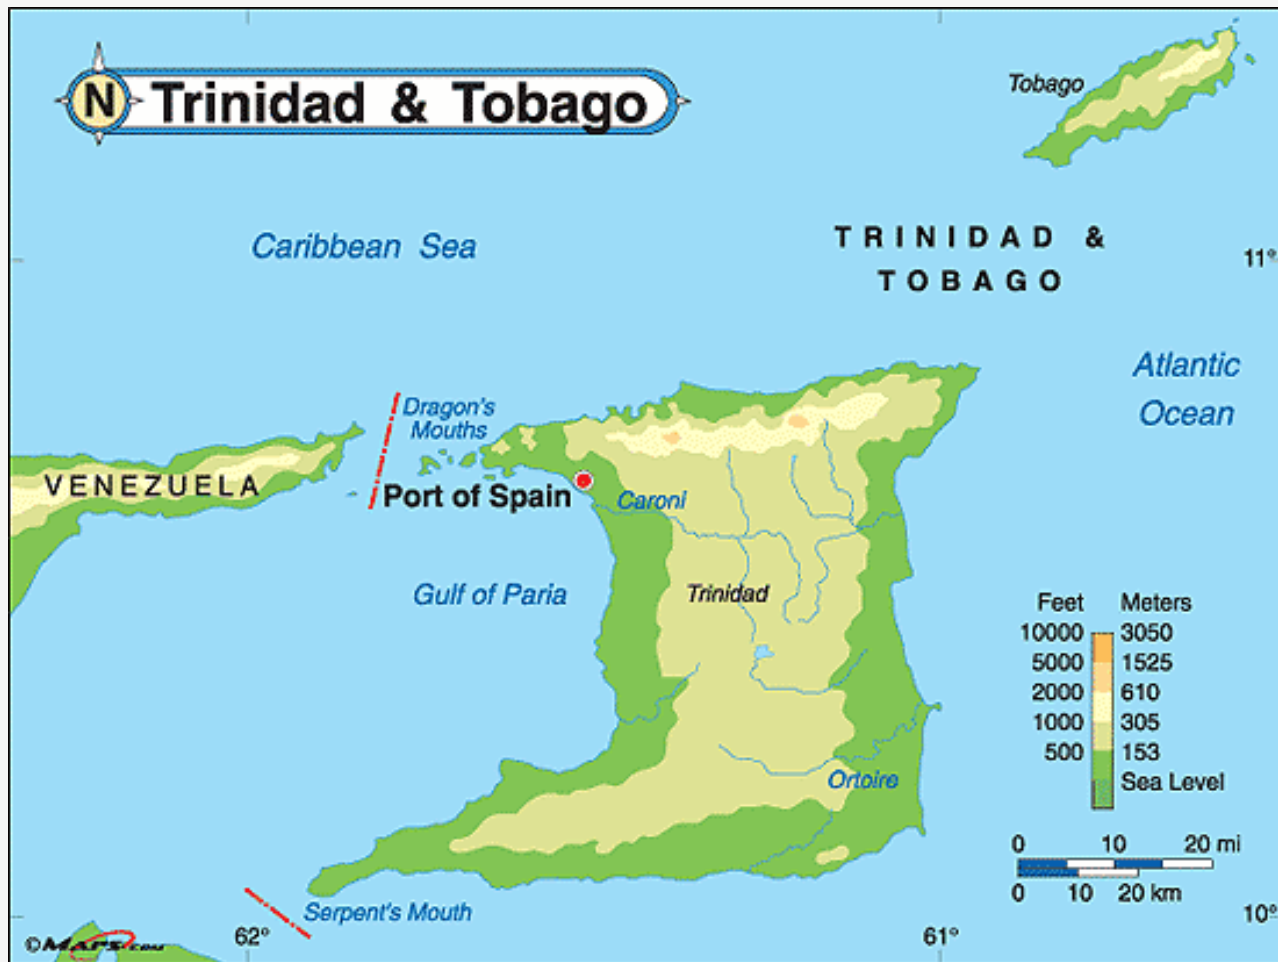 N Trinidad & Tobago
Tobago
TRINIDAD &
TOBAGO
Caribbean Sea
11°
Atlantic
Ocean
Dragon's
Mouths
VENEZUELA
Port of Spain
Caroni
Gulf of Paria
Trinidad
Feet Meters
10000 3050
5000 1525
2000 610
1000 305
500 153
Sea Level
Ortoire
0 10 20 mi
0 10 20 km
Serpent's Mouth
10°
62°
61°
©MAPS.COM